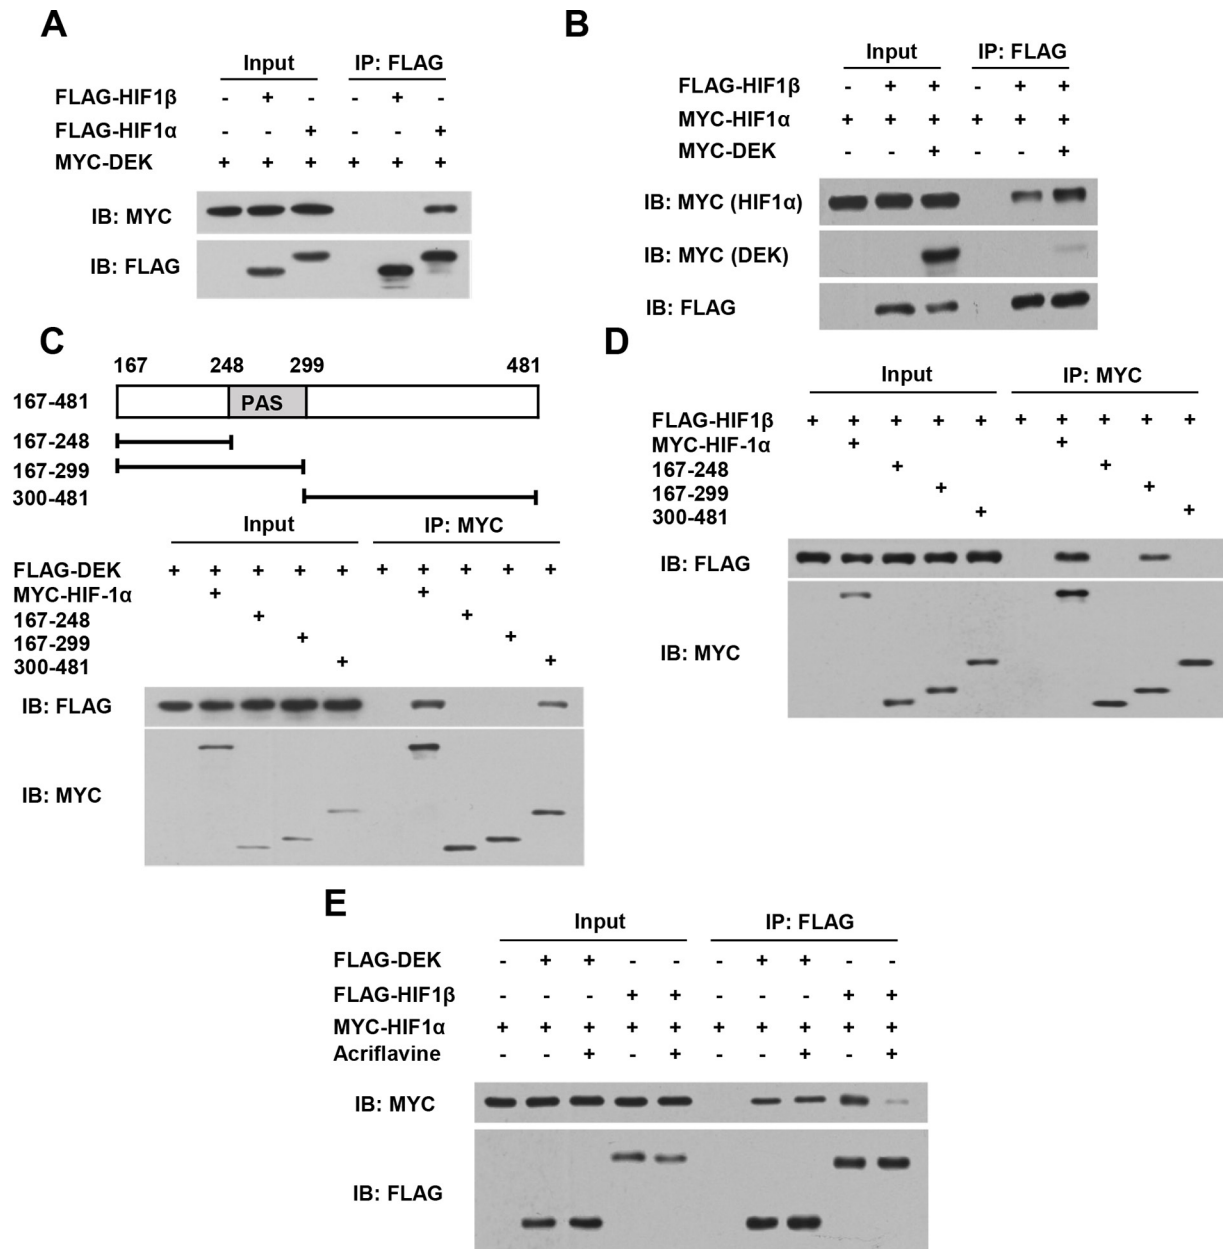 A
Input IP: FLAG
FLAG-HIF1β - + - - + -
FLAG-HIF1α - - + - - +
MYC-DEK + + + + + +
IB: MYC
IB: FLAG
B
Input IP: FLAG
FLAG-HIF1β - + + - + +
MYC-HIF1α + + + + + +
MYC-DEK - - + - - +
IB: MYC (HIF1α)
IB: MYC (DEK)
IB: FLAG
C
167 248 299 481
167-481 PAS
167-248
167-299
300-481
Input IP: MYC
FLAG-DEK + + + + + + + + + +
MYC-HIF-1α + +
167-248 + +
167-299 + +
300-481 + +
IB: FLAG
IB: MYC
D
Input IP: MYC
FLAG-HIF1β + + + + + + + + + +
MYC-HIF-1α + +
167-248 + +
167-299 + +
300-481 + +
IB: FLAG
IB: MYC
E
Input IP: FLAG
FLAG-DEK - + + - - - + + - -
FLAG-HIF1β - - - + + - - - + +
MYC-HIF1α + + + + + + + + + +
Acriflavine - - + - + - - + - +
IB: MYC
IB: FLAG